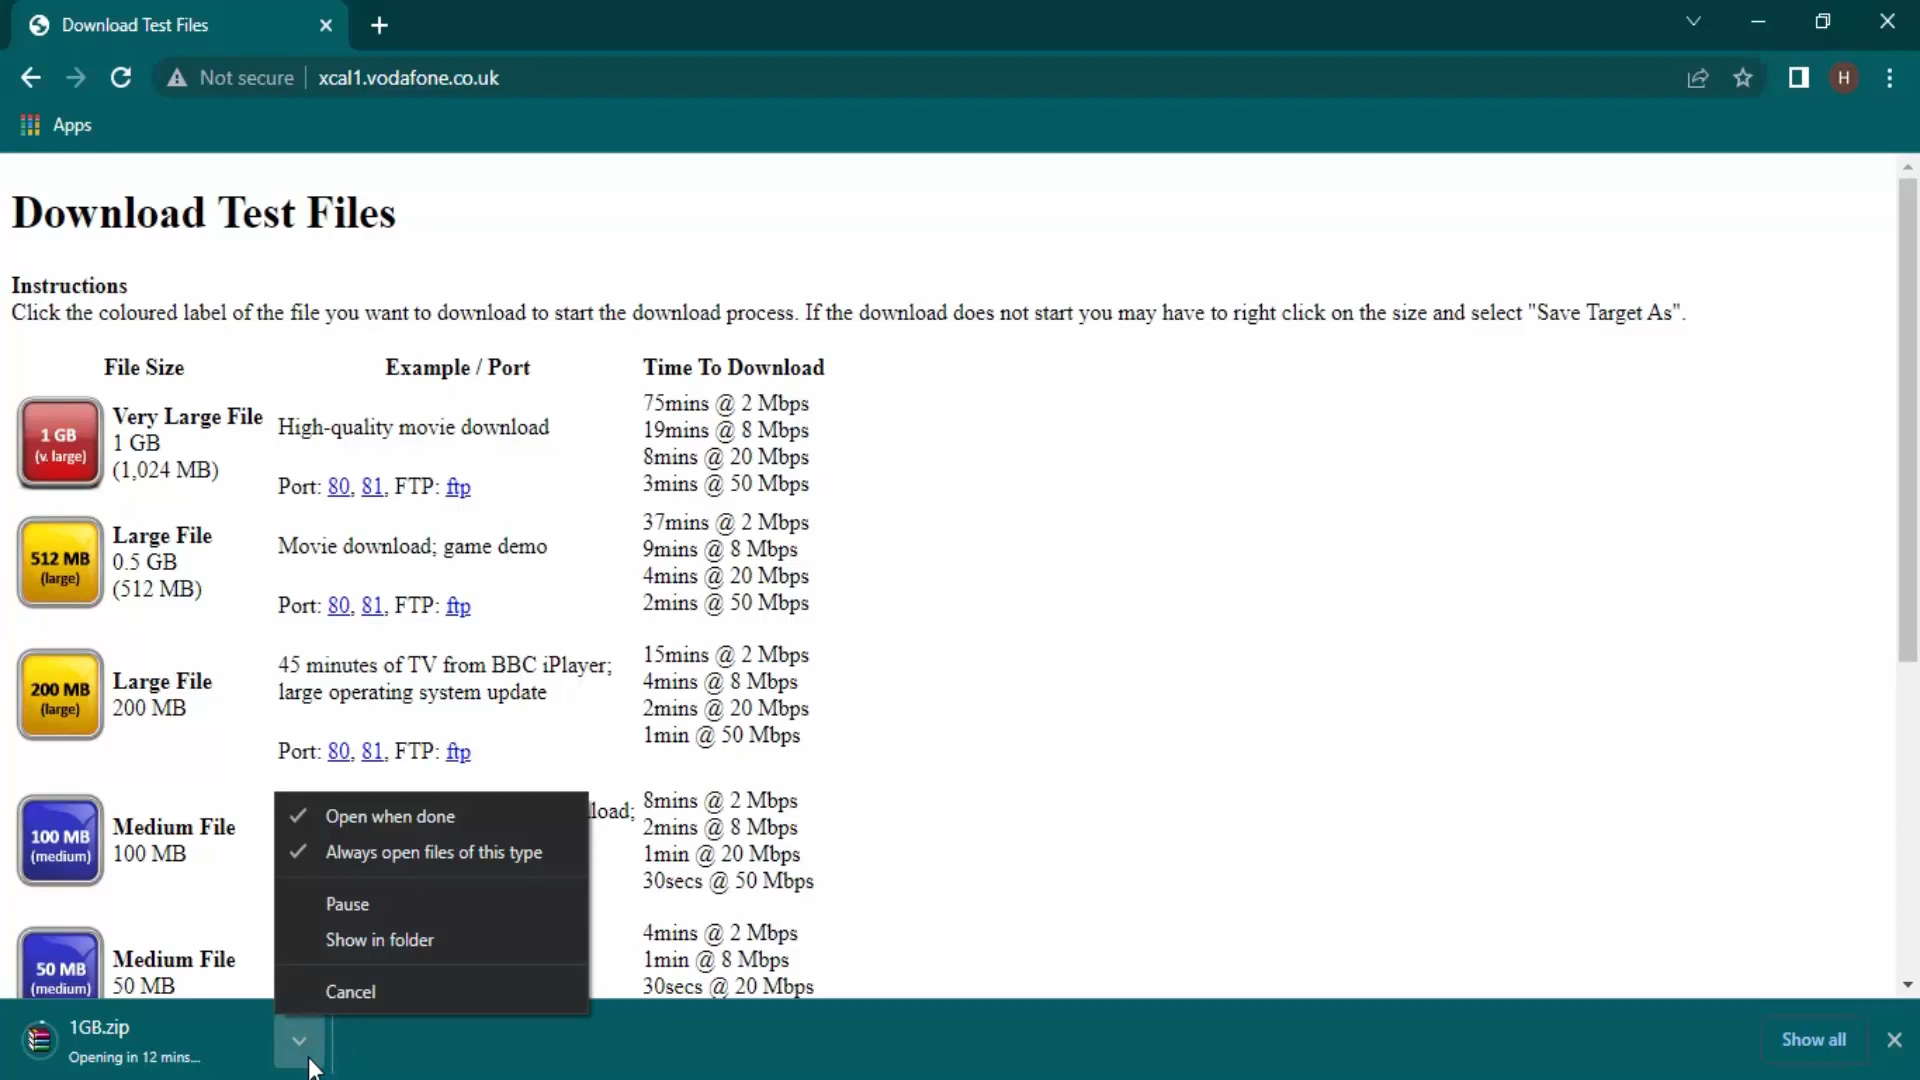 Download Test Files
Not secure
xcal1.vodafone.co.uk
H
Apps
Download Test Files
Instructions
Click the coloured label of the file you want to download to start the download process. If the download does not start you may have to right click on the size and select "Save Target As".
File Size
Example / Port
Time To Download
1 GB
(v. large)
Very Large File
1 GB
(1,024 MB)
High-quality movie download
Port: 80, 81, FTP: ftp
75mins @ 2 Mbps
19mins @ 8 Mbps
8mins @ 20 Mbps
3mins @ 50 Mbps
512 MB
(large)
Large File
0.5 GB
(512 MB)
Movie download; game demo
Port: 80, 81, FTP: ftp
37mins @ 2 Mbps
9mins @ 8 Mbps
4mins @ 20 Mbps
2mins @ 50 Mbps
200 MB
(large)
Large File
200 MB
45 minutes of TV from BBC iPlayer;
large operating system update
Port: 80, 81, FTP: ftp
15mins @ 2 Mbps
4mins @ 8 Mbps
2mins @ 20 Mbps
1min @ 50 Mbps
100 MB
(medium)
Medium File
100 MB
load;
8mins @ 2 Mbps
2mins @ 8 Mbps
1min @ 20 Mbps
30secs @ 50 Mbps
Open when done
Always open files of this type
Pause
Show in folder
Cancel
50 MB
(medium)
Medium File
50 MB
4mins @ 2 Mbps
1min @ 8 Mbps
30secs @ 20 Mbps
1GB.zip
Opening in 12 mins...
Show all